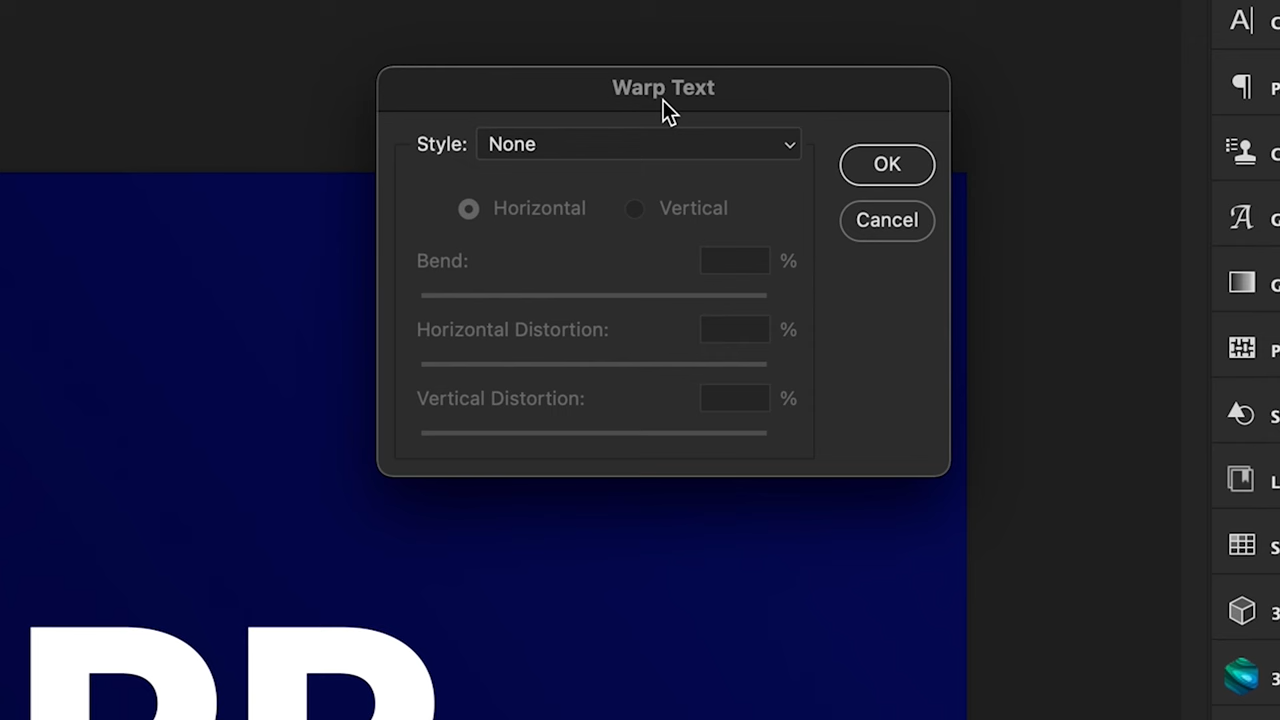 Warp Text
Style: None
OK
Horizontal Vertical
Cancel
Bend: %
Horizontal Distortion: %
Vertical Distortion: %